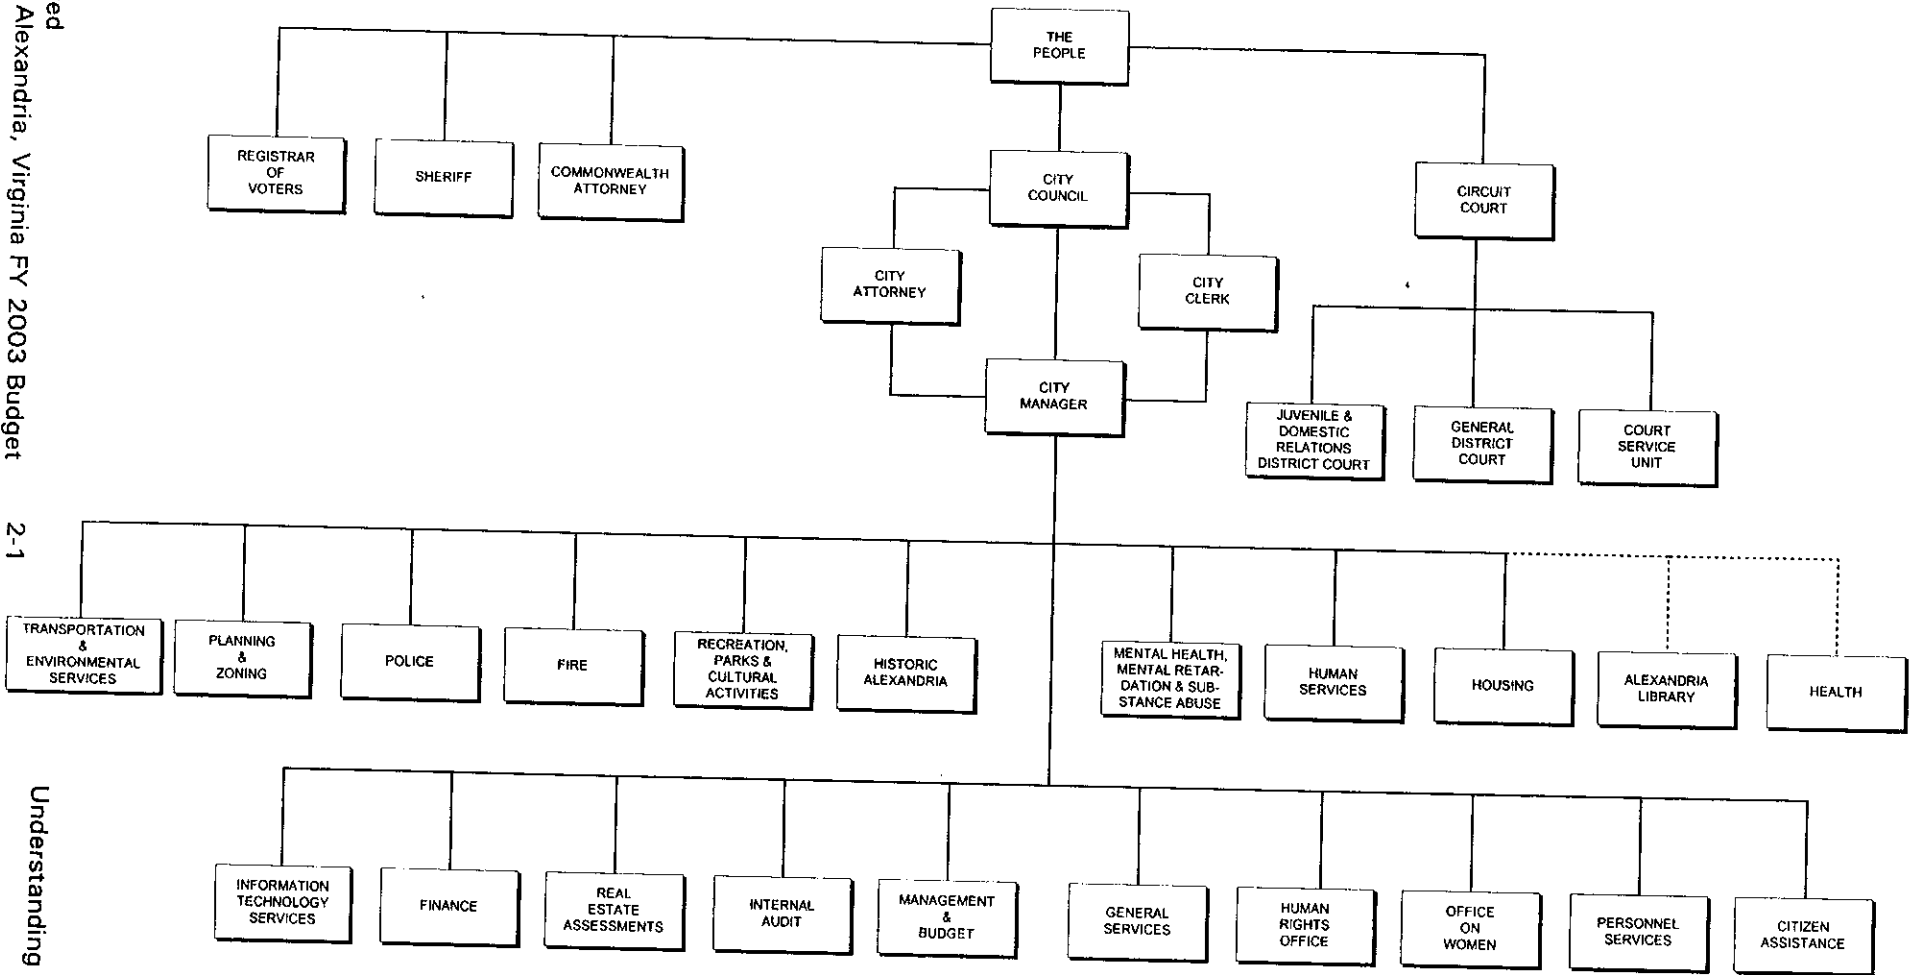 THE
PEOPLE
REGISTRAR
OF
VOTERS
SHERIFF
COMMONWEALTH
ATTORNEY
CITY
COUNCIL
CIRCUIT
COURT
CITY
ATTORNEY
CITY
CLERK
CITY
MANAGER
JUVENILE &
DOMESTIC
RELATIONS
DISTRICT COURT
GENERAL
DISTRICT
COURT
COURT
SERVICE
UNIT
TRANSPORTATION
&
ENVIRONMENTAL
SERVICES
PLANNING
&
ZONING
POLICE
FIRE
RECREATION,
PARKS &
CULTURAL
ACTIVITIES
HISTORIC
ALEXANDRIA
MENTAL HEALTH,
MENTAL RETAR-
DATION & SUB-
STANCE ABUSE
HUMAN
SERVICES
HOUSING
ALEXANDRIA
LIBRARY
HEALTH
INFORMATION
TECHNOLOGY
SERVICES
FINANCE
REAL
ESTATE
ASSESSMENTS
INTERNAL
AUDIT
MANAGEMENT
&
BUDGET
GENERAL
SERVICES
HUMAN
RIGHTS
OFFICE
OFFICE
ON
WOMEN
PERSONNEL
SERVICES
CITIZEN
ASSISTANCE
ed
Alexandria, Virginia FY 2003 Budget 2-1 Understanding